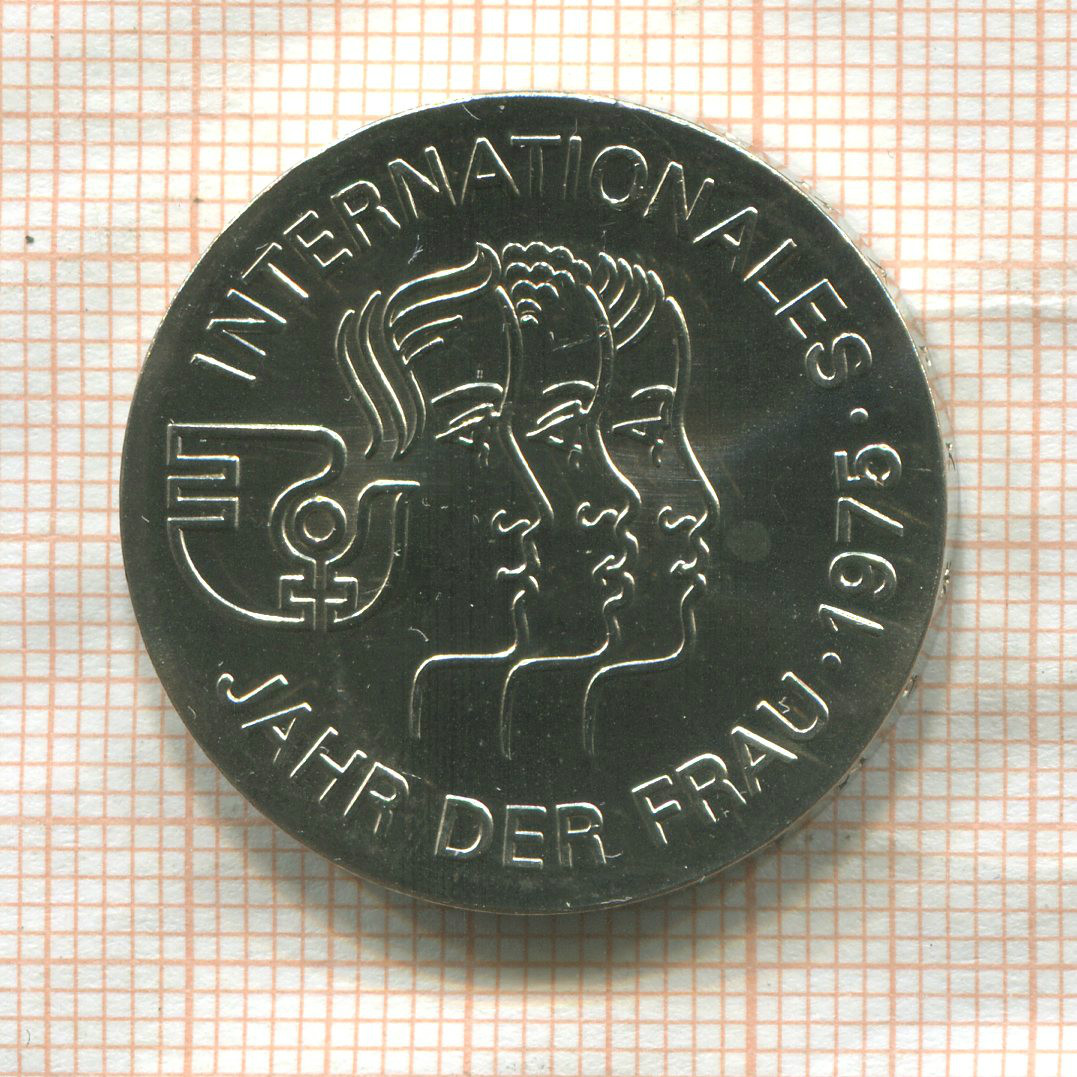 INTERNATIONALES · 1975 ·
JAHR DER FRAU